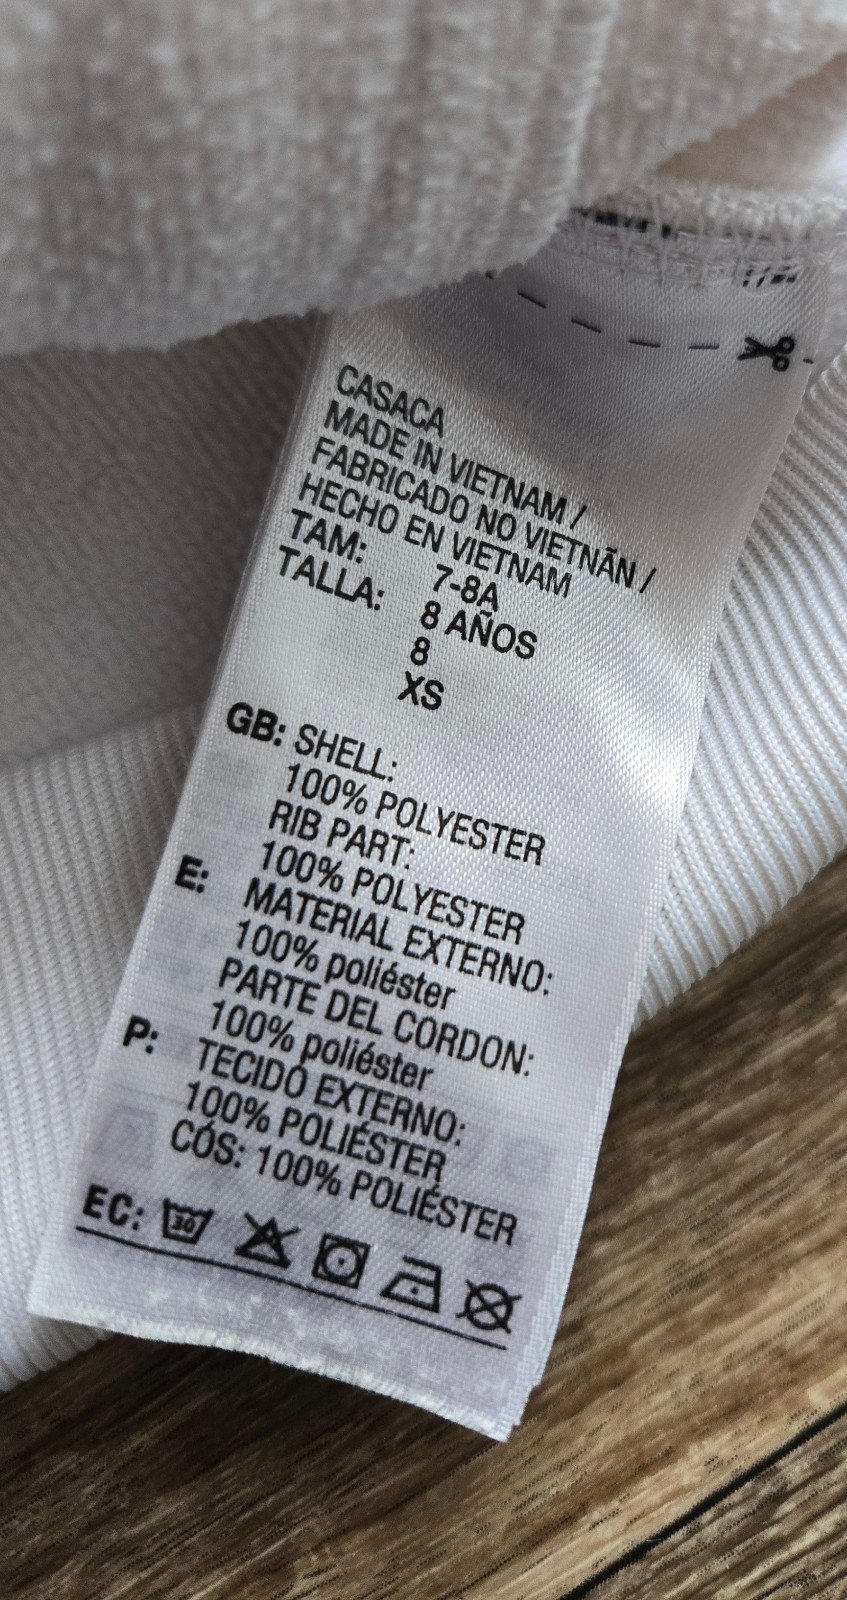 CASACA
MADE IN VIETNAM /
FABRICADO NO VIETNÃN /
HECHO EN VIETNAM
TAM: 7-8A
TALLA: 8 AÑOS
8
XS
GB: SHELL:
100% POLYESTER
RIB PART:
100% POLYESTER
E: MATERIAL EXTERNO:
100% poliéster
PARTE DEL CORDON:
100% poliéster
P: TECIDO EXTERNO:
100% POLIÉSTER
CÓS: 100% POLIÉSTER
EC: 30